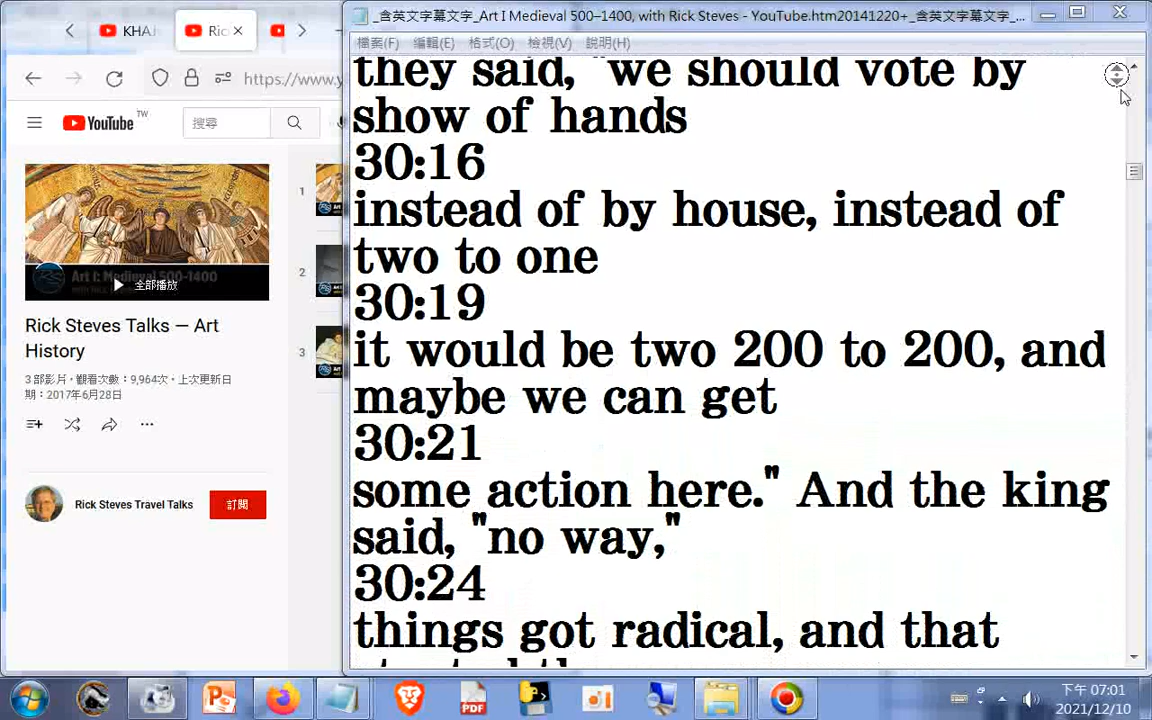 _含英文字幕文字_Art I Medieval 500–1400, with Rick Steves - YouTube.htm20141220+_含英文字幕文字_...
KHA
Ric
檔案(F) 編輯(E) 格式(O) 檢視(V) 說明(H)
https://www.y
YouTube TW
搜尋
Art I: Medieval 500-1400
全部播放
Rick Steves Talks — Art
History
3 部影片・觀看次數：9,964次・上次更新日
期：2017年6月28日
Rick Steves Travel Talks
訂閱
1
2
3
they said, "we should vote by
show of hands
30:16
instead of by house, instead of
two to one
30:19
it would be two 200 to 200, and
maybe we can get
30:21
some action here." And the king
said, "no way,"
30:24
things got radical, and that
PDF
下午 07:01
2021/12/10